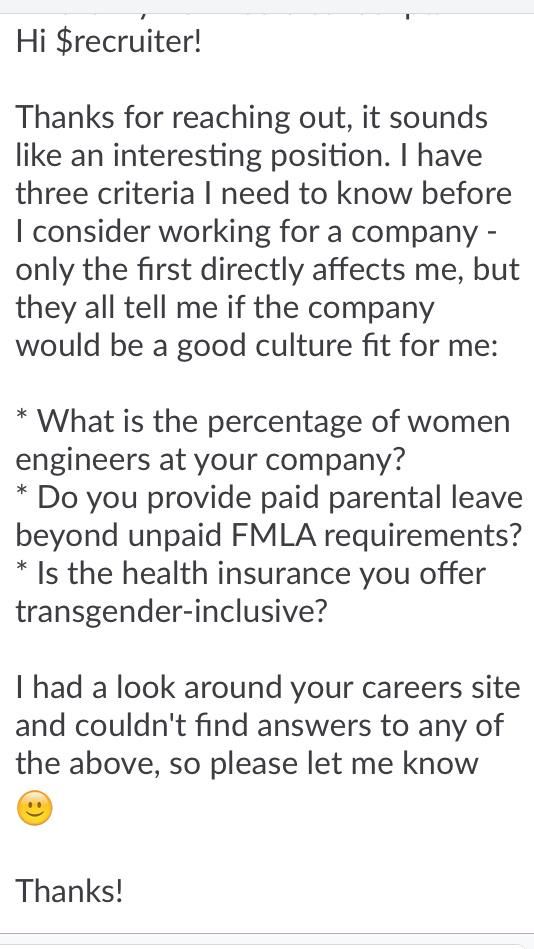 Hi $recruiter!
Thanks for reaching out, it sounds
like an interesting position. I have
three criteria I need to know before
I consider working for a company -
only the first directly affects me, but
they all tell me if the company
would be a good culture fit for me:
* What is the percentage of women
engineers at your company?
* Do you provide paid parental leave
beyond unpaid FMLA requirements?
* Is the health insurance you offer
transgender-inclusive?
I had a look around your careers site
and couldn't find answers to any of
the above, so please let me know
🙂
Thanks!